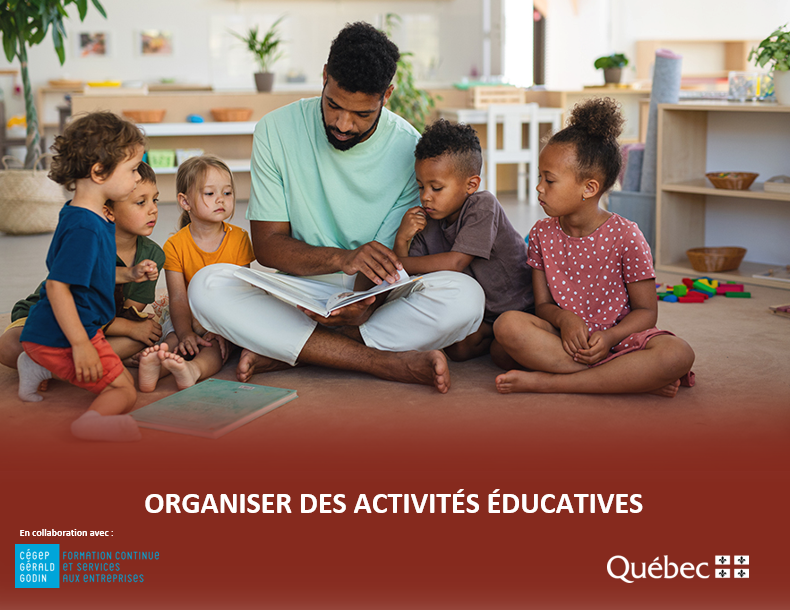 ORGANISER DES ACTIVITÉS ÉDUCATIVES
En collaboration avec :
cégep
gérald
godin
FORMATION CONTINUE
ET SERVICES
AUX ENTREPRISES
Québec